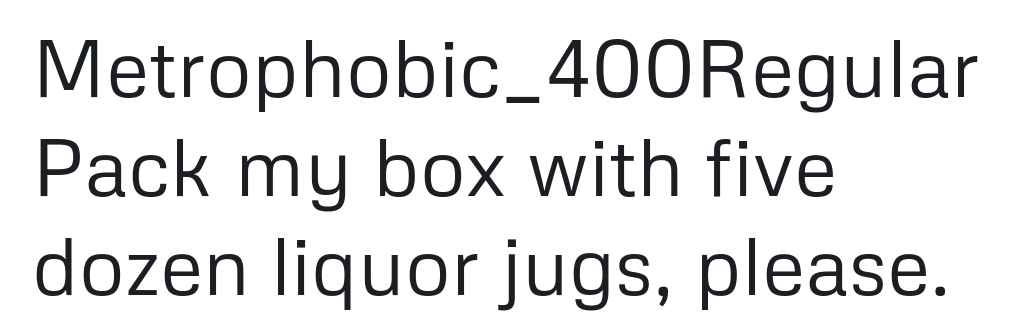 Metrophobic_400Regular
Pack my box with five
dozen liquor jugs, please.